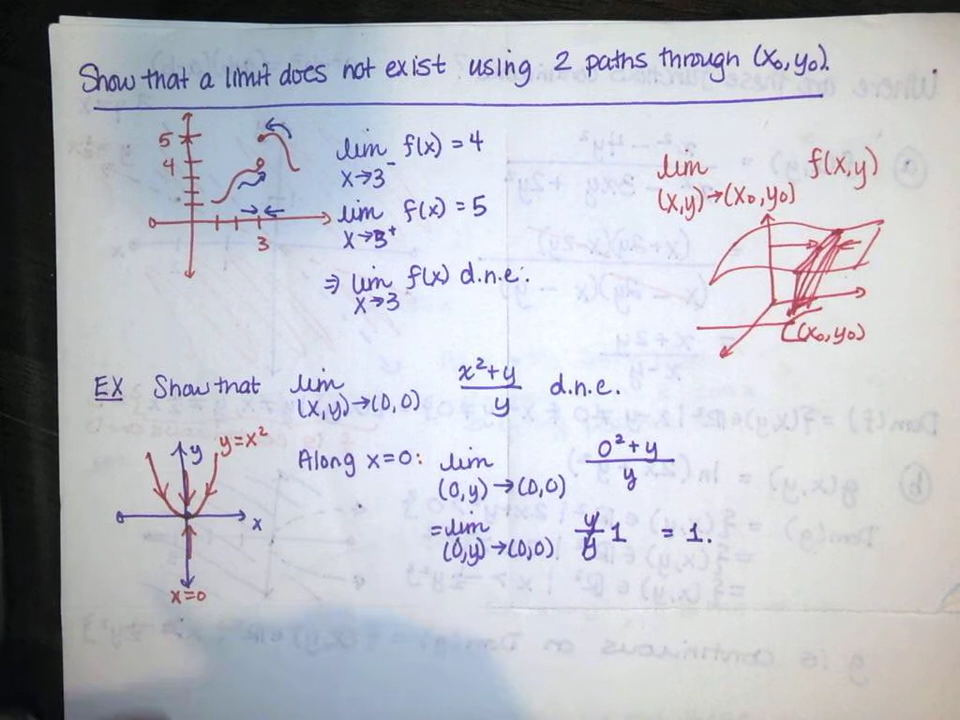 Show that a limit does not exist using 2 paths through (x₀,y₀).
5
4
3
lim f(x) = 4
x→3⁻
lim f(x) = 5
x→3⁺
⇒ lim f(x) d.n.e.
x→3
lim f(x,y)
(x,y)→(x₀,y₀)
(x₀,y₀)
EX Show that lim x²+y / y d.n.e.
(x,y)→(0,0)
y=x²
y
x
x=0
Along x=0: lim 0²+y / y
(0,y)→(0,0)
= lim y/y 1 = 1.
(0,y)→(0,0)